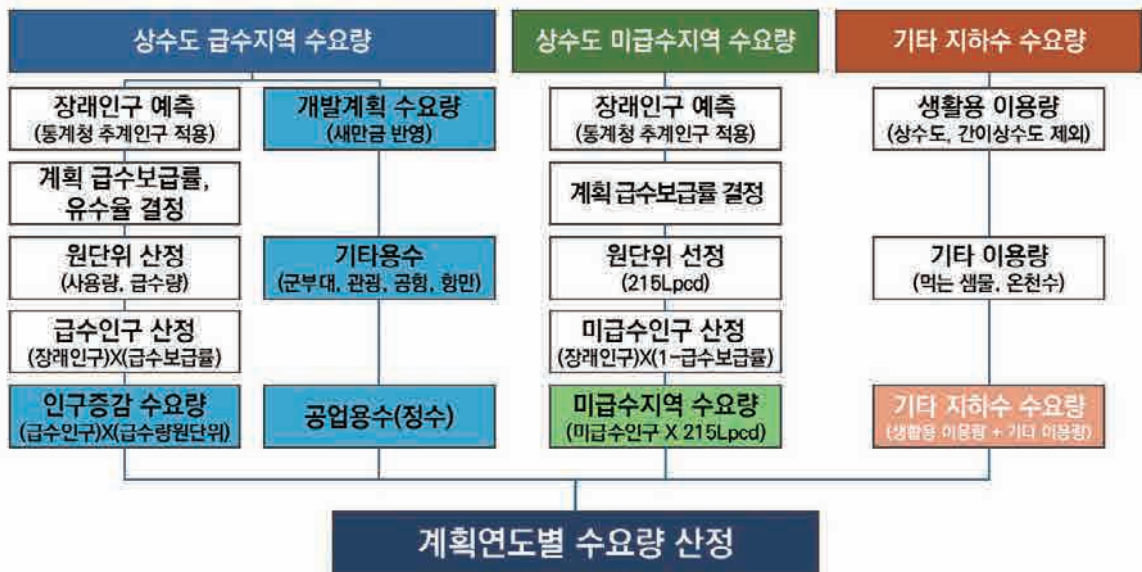 상수도 급수지역 수요량
장래인구 예측
(통계청 추계인구 적용)
계획 급수보급률,
유수율 결정
원단위 산정
(사용량, 급수량)
급수인구 산정
(장래인구)X(급수보급률)
인구증감 수요량
(급수인구)X(급수량원단위)
개발계획 수요량
(새만금 반영)
기타용수
(군부대, 관광, 공항, 항만)
공업용수(정수)
상수도 미급수지역 수요량
장래인구 예측
(통계청 추계인구 적용)
계획 급수보급률 결정
원단위 선정
(215Lpcd)
미급수인구 산정
(장래인구)X(1-급수보급률)
미급수지역 수요량
(미급수인구 X 215Lpcd)
기타 지하수 수요량
생활용 이용량
(상수도, 간이상수도 제외)
기타 이용량
(먹는 샘물, 온천수)
기타 지하수 수요량
(생활용 이용량 + 기타 이용량)
계획연도별 수요량 산정